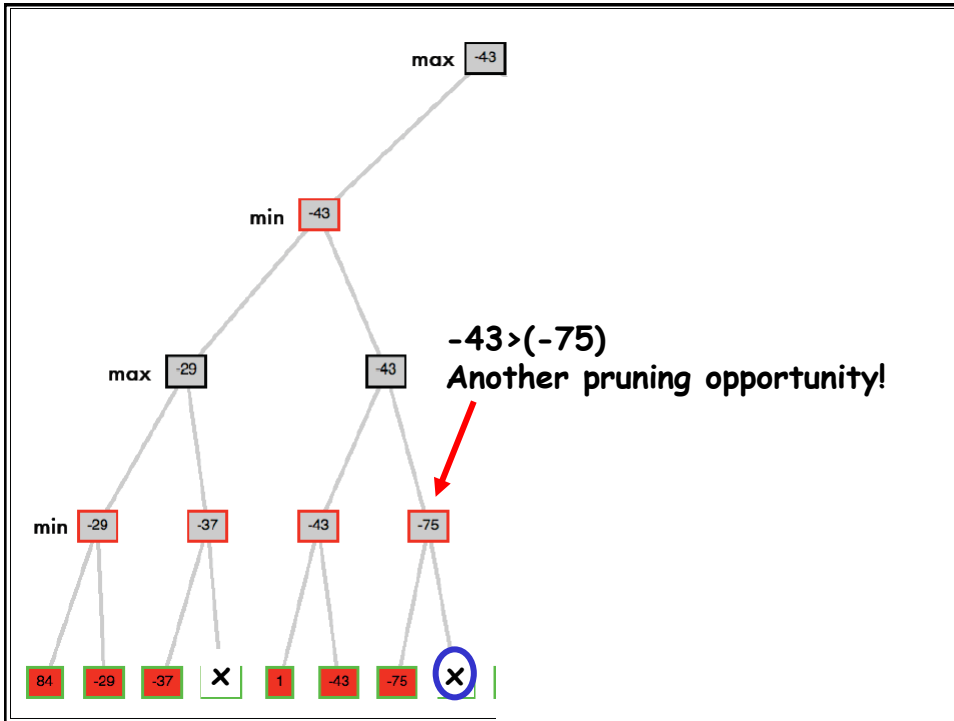 max -43
min -43
-43>(-75)
Another pruning opportunity!
max -29 -43
min -29 -37 -43 -75
84 -29 -37 x 1 -43 -75 x